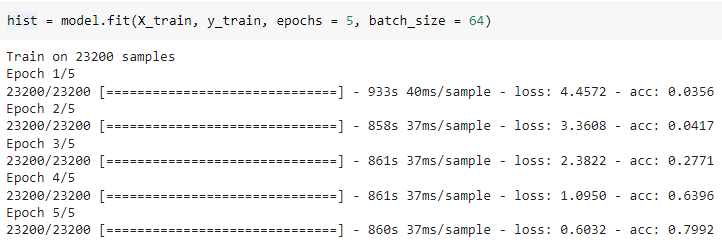 hist = model.fit(X_train, y_train, epochs = 5, batch_size = 64)
Train on 23200 samples
Epoch 1/5
23200/23200 [==============================] - 933s 40ms/sample - loss: 4.4572 - acc: 0.0356
Epoch 2/5
23200/23200 [==============================] - 858s 37ms/sample - loss: 3.3608 - acc: 0.0417
Epoch 3/5
23200/23200 [==============================] - 861s 37ms/sample - loss: 2.3822 - acc: 0.2771
Epoch 4/5
23200/23200 [==============================] - 861s 37ms/sample - loss: 1.0950 - acc: 0.6396
Epoch 5/5
23200/23200 [==============================] - 860s 37ms/sample - loss: 0.6032 - acc: 0.7992